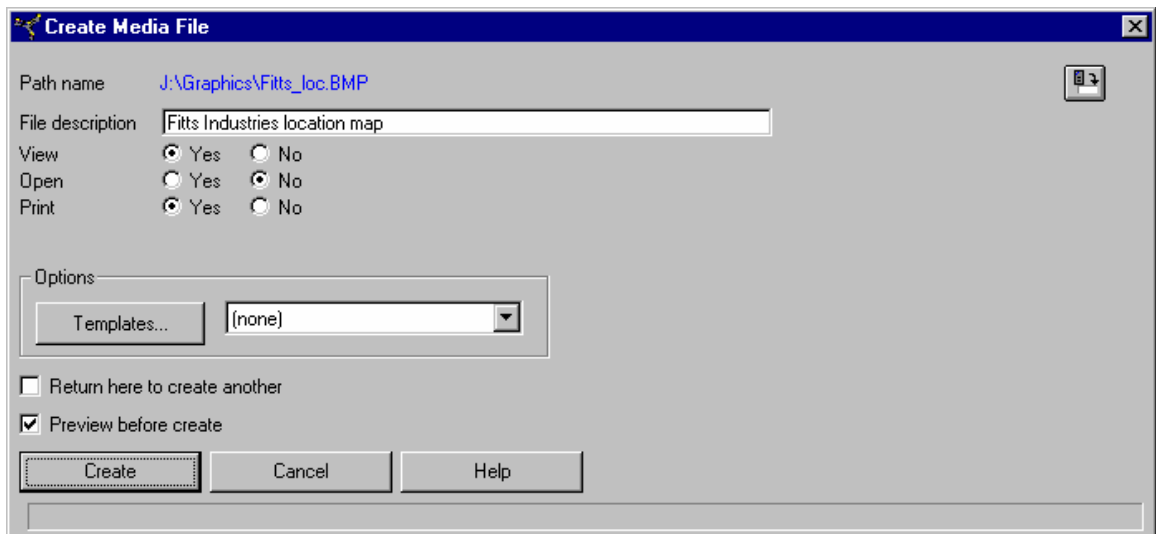 Create Media File
Path name J:\Graphics\Fitts_loc.BMP
File description Fitts Industries location map
View Yes No
Open Yes No
Print Yes No
Options
Templates... (none)
Return here to create another
Preview before create
Create Cancel Help